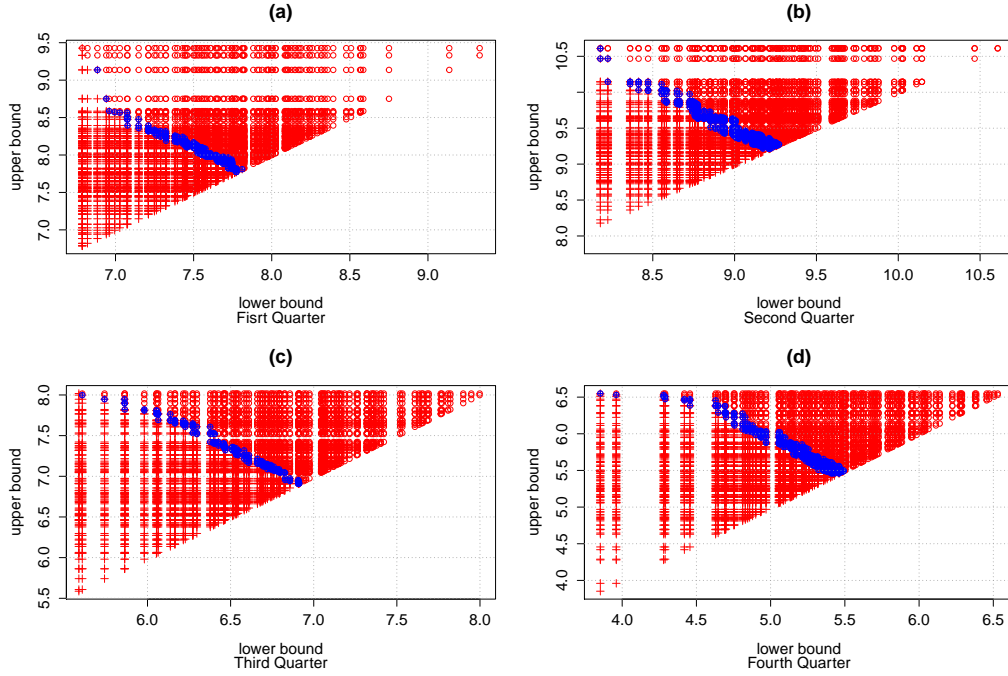 (a)
upper bound
9.5
9.0
8.5
8.0
7.5
7.0
7.0 7.5 8.0 8.5 9.0
lower bound
Fisrt Quarter
(b)
upper bound
10.5
9.5
9.0
8.5
8.0
8.5 9.0 9.5 10.0 10.5
lower bound
Second Quarter
(c)
upper bound
8.0
7.5
7.0
6.5
6.0
5.5
6.0 6.5 7.0 7.5 8.0
lower bound
Third Quarter
(d)
upper bound
6.5
6.0
5.5
5.0
4.5
4.0
4.0 4.5 5.0 5.5 6.0 6.5
lower bound
Fourth Quarter